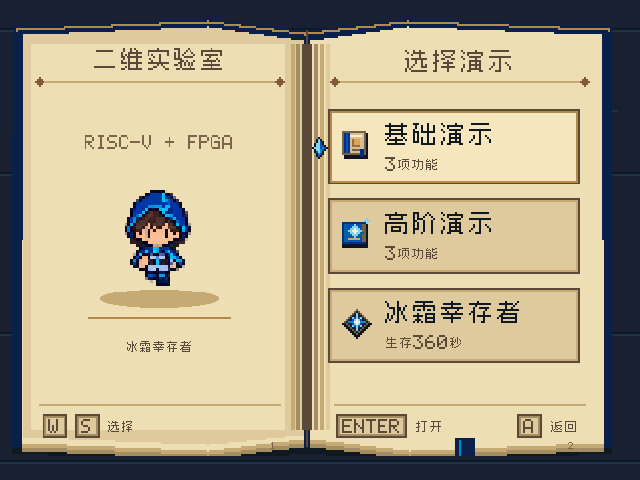 二维实验室
RISC-V + FPGA
冰霜幸存者
W S 选择
1
选择演示
基础演示
3项功能
高阶演示
3项功能
冰霜幸存者
生存360秒
ENTER 打开
A 返回
2